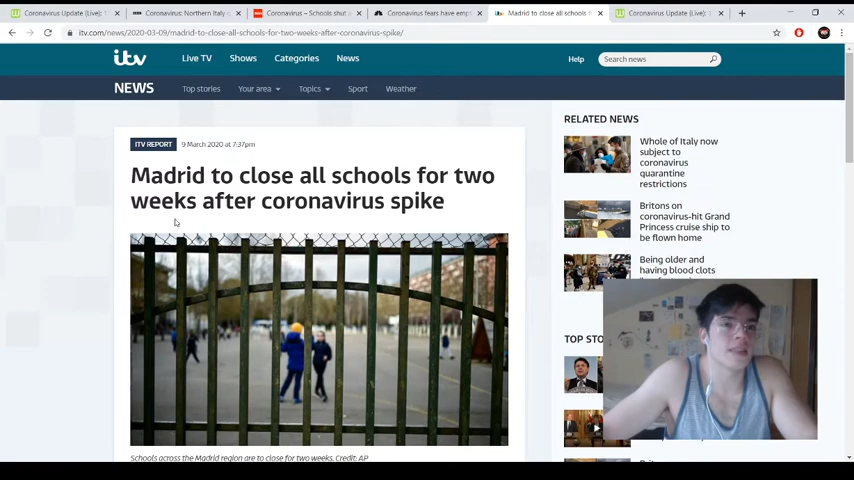 Coronavirus Update (Live): 1
Coronavirus: Northern Italy
Coronavirus – Schools shut
Coronavirus fears have emp
Madrid to close all schools f
Coronavirus Update (Live): 1
itv.com/news/2020-03-09/madrid-to-close-all-schools-for-two-weeks-after-coronavirus-spike/
itv
Live TV
Shows
Categories
News
Help
Search news
NEWS
Top stories
Your area
Topics
Sport
Weather
ITV REPORT
9 March 2020 at 7:37pm
Madrid to close all schools for two
weeks after coronavirus spike
Schools across the Madrid region are to close for two weeks. Credit: AP
RELATED NEWS
Whole of Italy now
subject to
coronavirus
quarantine
restrictions
Britons on
coronavirus-hit Grand
Princess cruise ship to
be flown home
Being older and
having blood clots
TOP STO